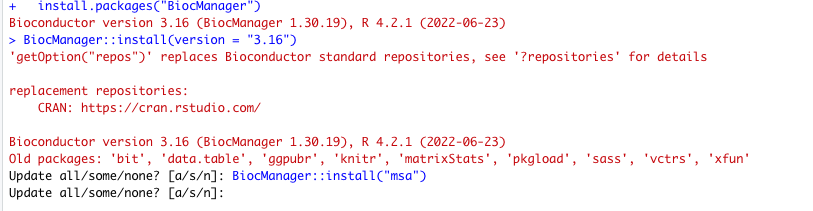 +   install.packages("BiocManager")
Bioconductor version 3.16 (BiocManager 1.30.19), R 4.2.1 (2022-06-23)
> BiocManager::install(version = "3.16")
'getOption("repos")' replaces Bioconductor standard repositories, see '?repositories' for details

replacement repositories:
    CRAN: https://cran.rstudio.com/

Bioconductor version 3.16 (BiocManager 1.30.19), R 4.2.1 (2022-06-23)
Old packages: 'bit', 'data.table', 'ggpubr', 'knitr', 'matrixStats', 'pkgload', 'sass', 'vctrs', 'xfun'
Update all/some/none? [a/s/n]: BiocManager::install("msa")
Update all/some/none? [a/s/n]: